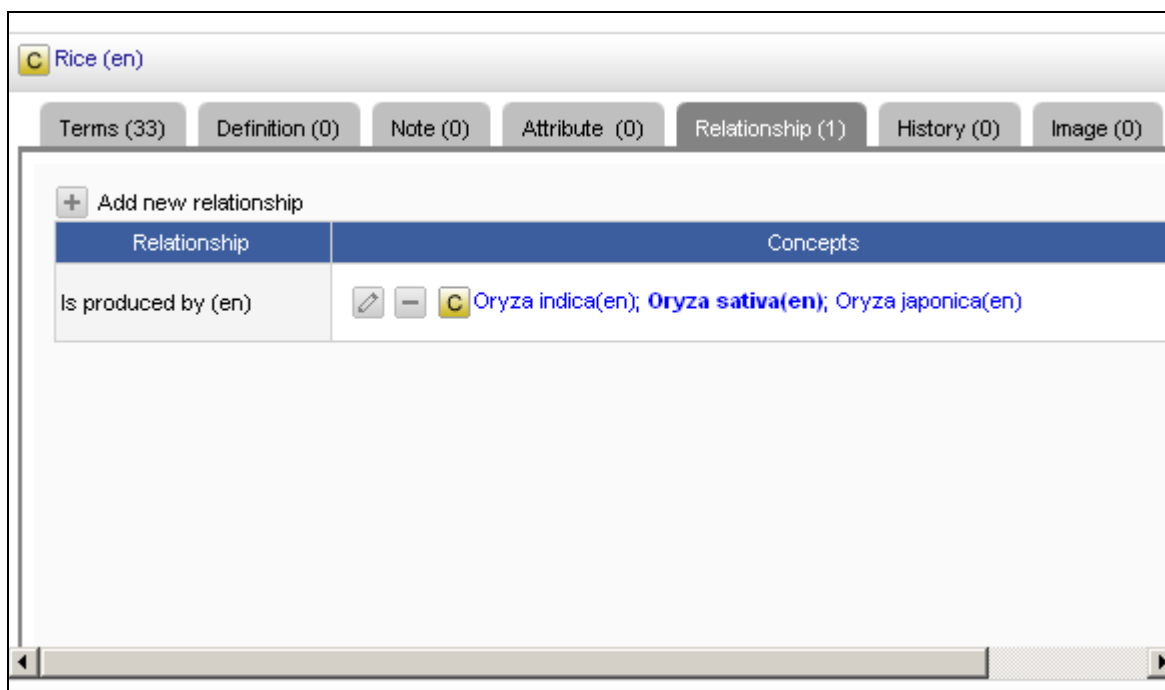 C Rice (en)
Terms (33) Definition (0) Note (0) Attribute (0) Relationship (1) History (0) Image (0)
+ Add new relationship
Relationship Concepts
Is produced by (en) C Oryza indica(en); Oryza sativa(en); Oryza japonica(en)